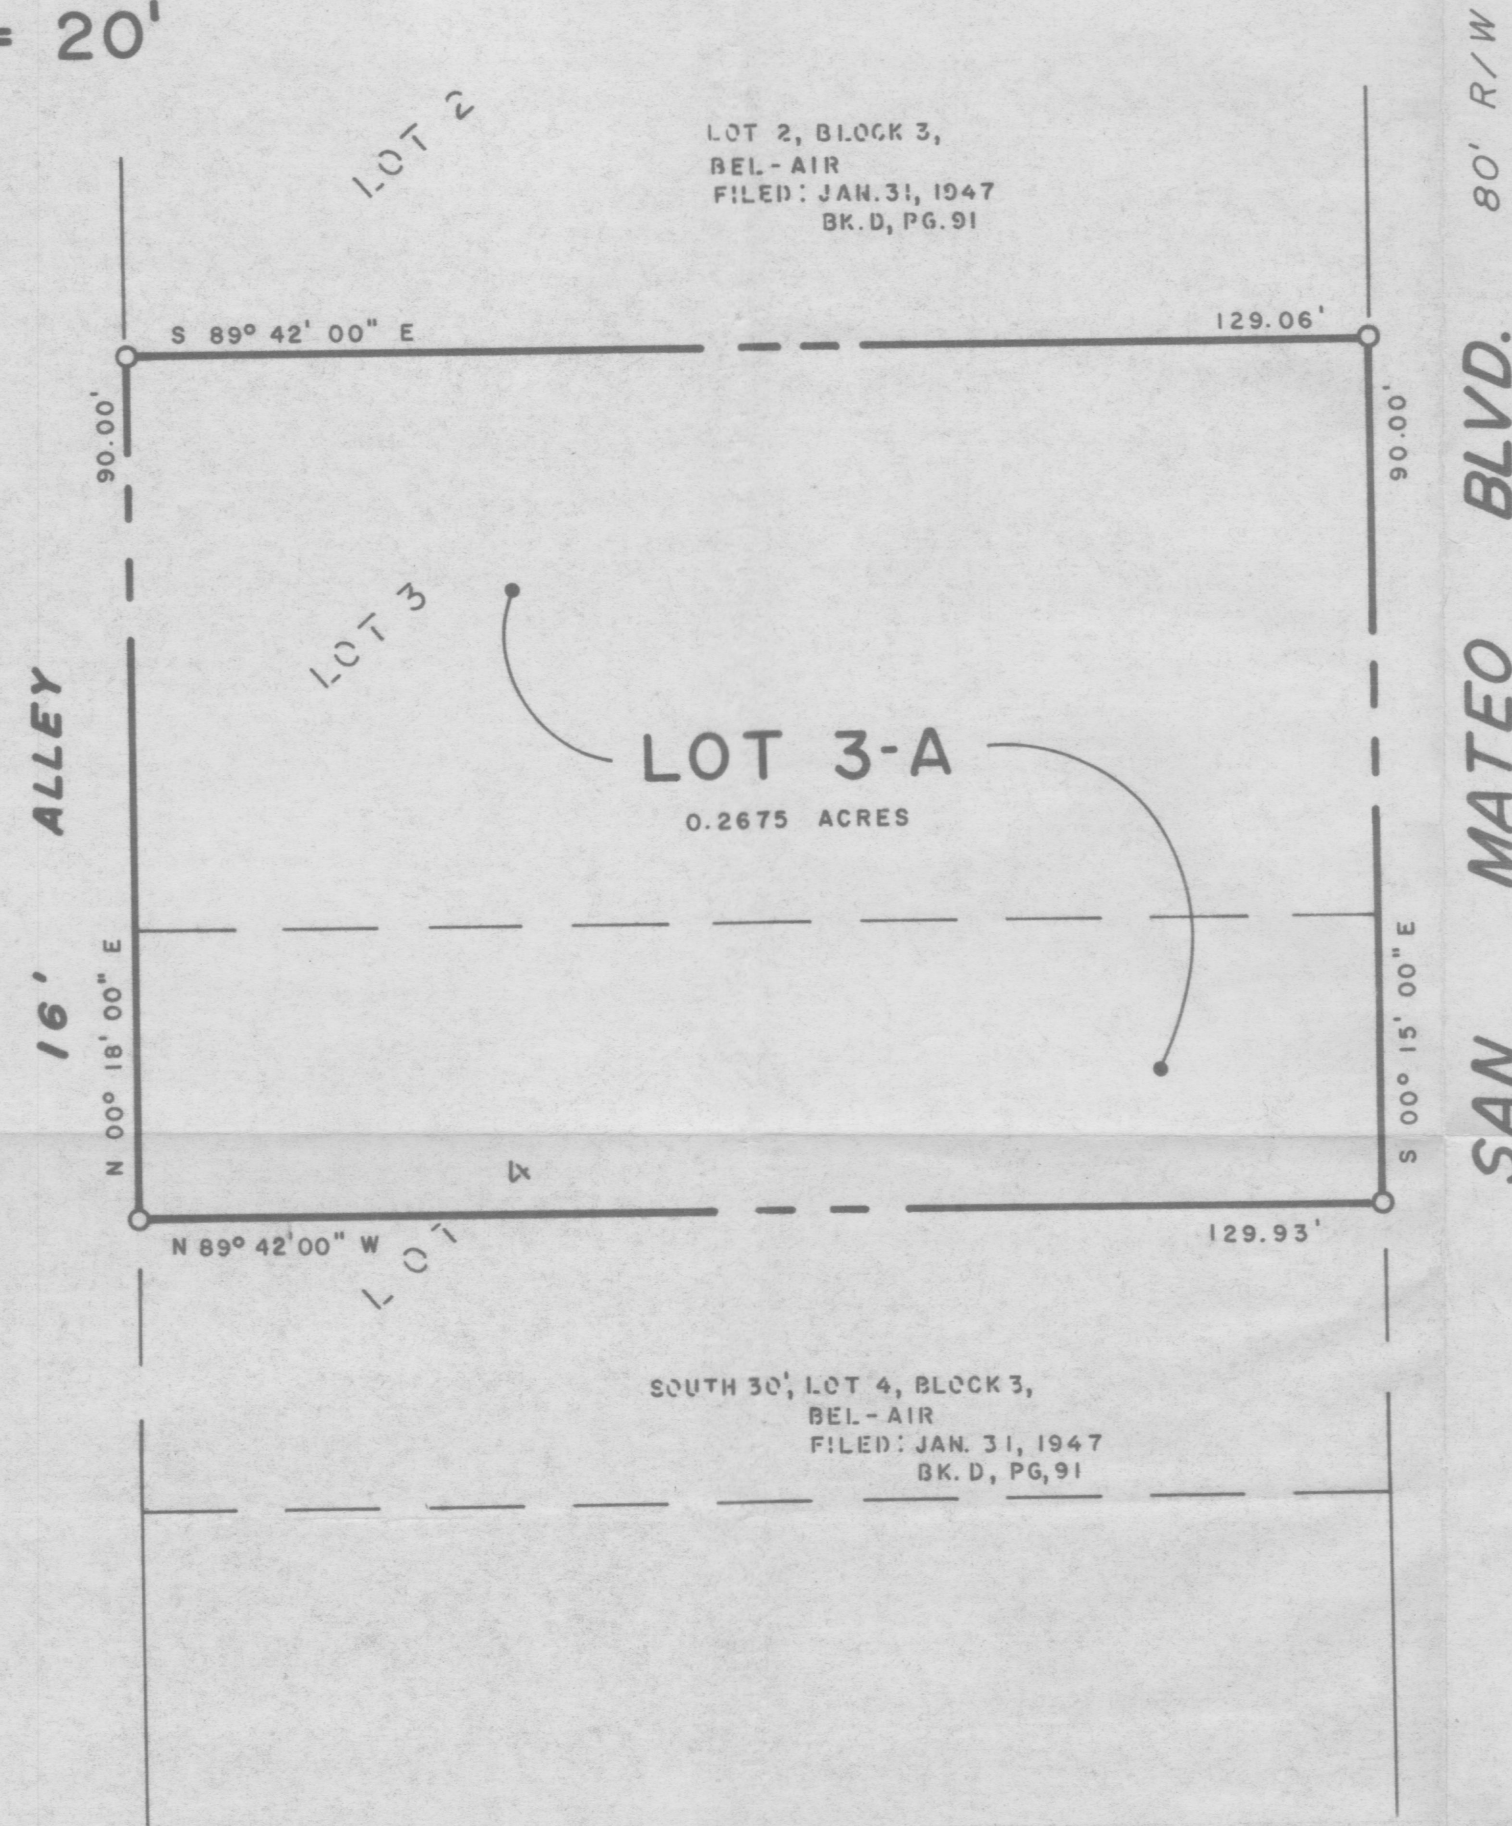 = 20'
LOT 2
LOT 2, BLOCK 3,
BEL-AIR
FILED: JAN.31, 1947
BK.D, PG.91
80' R/W
S 89° 42' 00" E
129.06'
90.00'
90.00'
LOT 3
LOT 3-A
0.2675 ACRES
16' ALLEY
SAN MATEO BLVD.
N 00° 18' 00" E
S 00° 15' 00" E
LOT 4
N 89° 42' 00" W
129.93'
SOUTH 30', LOT 4, BLOCK 3,
BEL-AIR
FILED: JAN. 31, 1947
BK. D, PG, 91